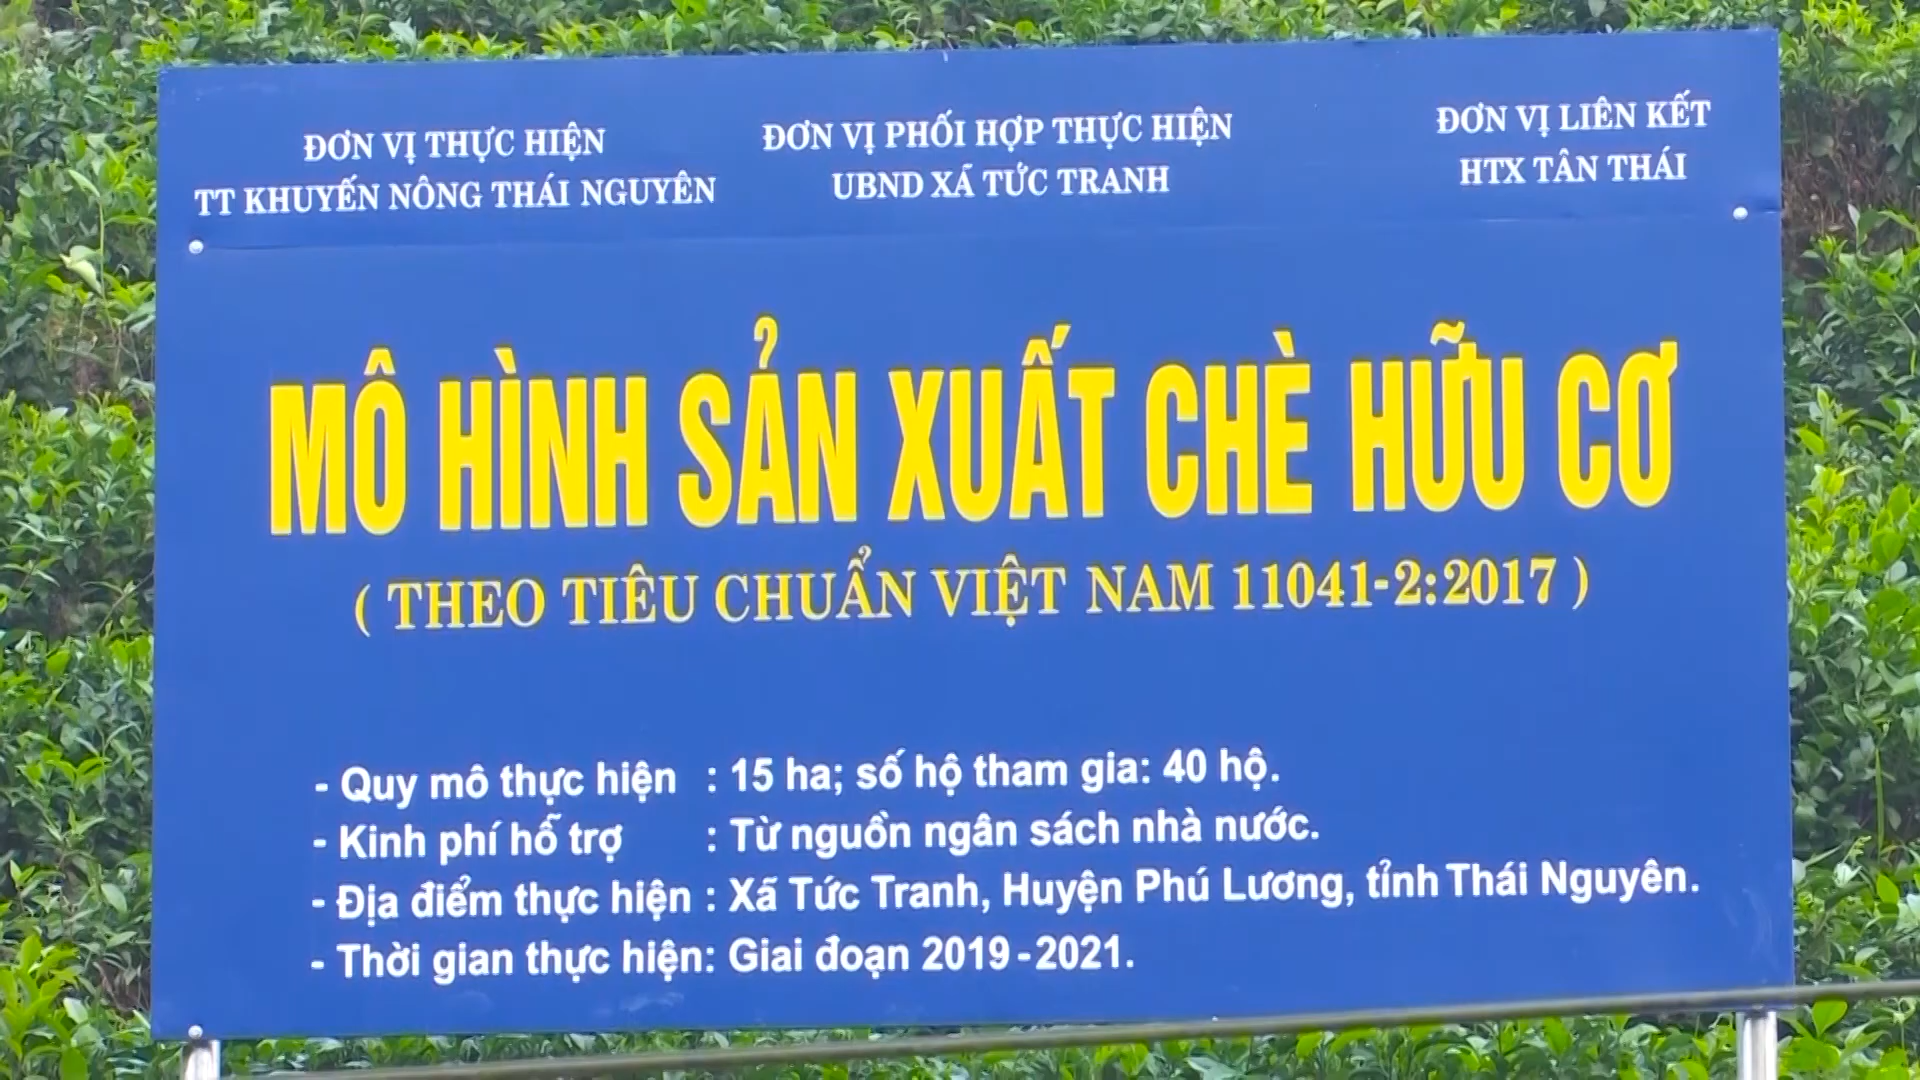 ĐƠN VỊ THỰC HIỆN
TT KHUYẾN NÔNG THÁI NGUYÊN
ĐƠN VỊ PHỐI HỢP THỰC HIỆN
UBND XÃ TỨC TRANH
ĐƠN VỊ LIÊN KẾT
HTX TÂN THÁI
MÔ HÌNH SẢN XUẤT CHÈ HỮU CƠ
( THEO TIÊU CHUẨN VIỆT NAM 11041-2:2017 )
- Quy mô thực hiện : 15 ha; số hộ tham gia: 40 hộ.
- Kinh phí hỗ trợ : Từ nguồn ngân sách nhà nước.
- Địa điểm thực hiện : Xã Tức Tranh, Huyện Phú Lương, tỉnh Thái Nguyên.
- Thời gian thực hiện: Giai đoạn 2019-2021.